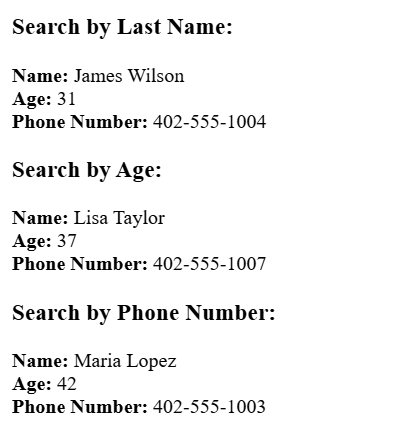 Search by Last Name:
Name: James Wilson
Age: 31
Phone Number: 402-555-1004
Search by Age:
Name: Lisa Taylor
Age: 37
Phone Number: 402-555-1007
Search by Phone Number:
Name: Maria Lopez
Age: 42
Phone Number: 402-555-1003